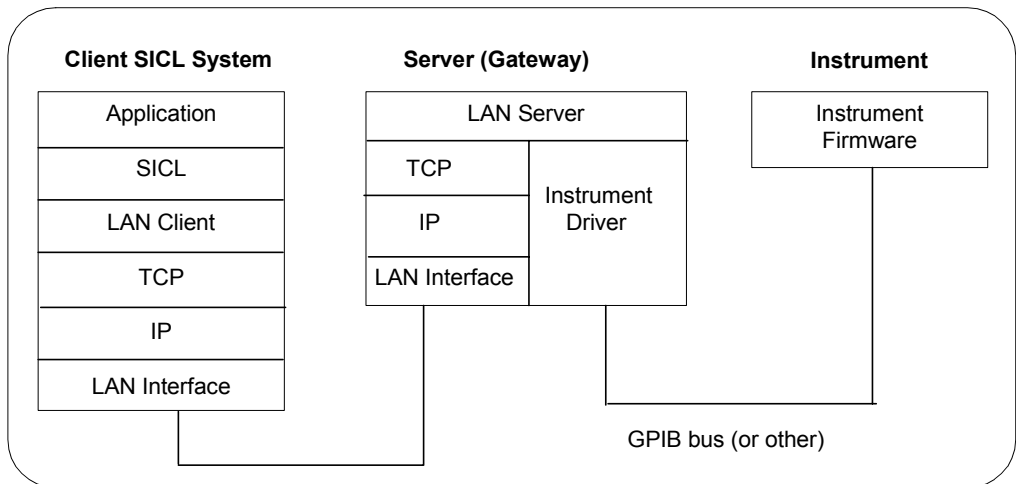 Client SICL System
Application
SICL
LAN Client
TCP
IP
LAN Interface
Server (Gateway)
LAN Server
TCP
IP
LAN Interface
Instrument
Driver
Instrument
Instrument
Firmware
GPIB bus (or other)